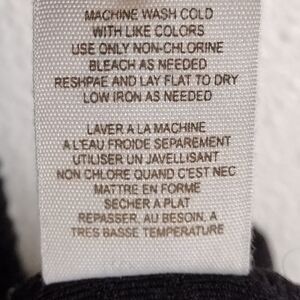 MACHINE WASH COLD
WITH LIKE COLORS
USE ONLY NON-CHLORINE
BLEACH AS NEEDED
RESHPAE AND LAY FLAT TO DRY
LOW IRON AS NEEDED
LAVER A LA MACHINE
A L'EAU FROIDE SEPAREMENT
UTILISER UN JAVELLISANT
NON CHLORE QUAND C'EST NEC
MATTRE EN FORME
SECHER A PLAT
REPASSER, AU BESOIN, A
TRES BASSE TEMPERATURE